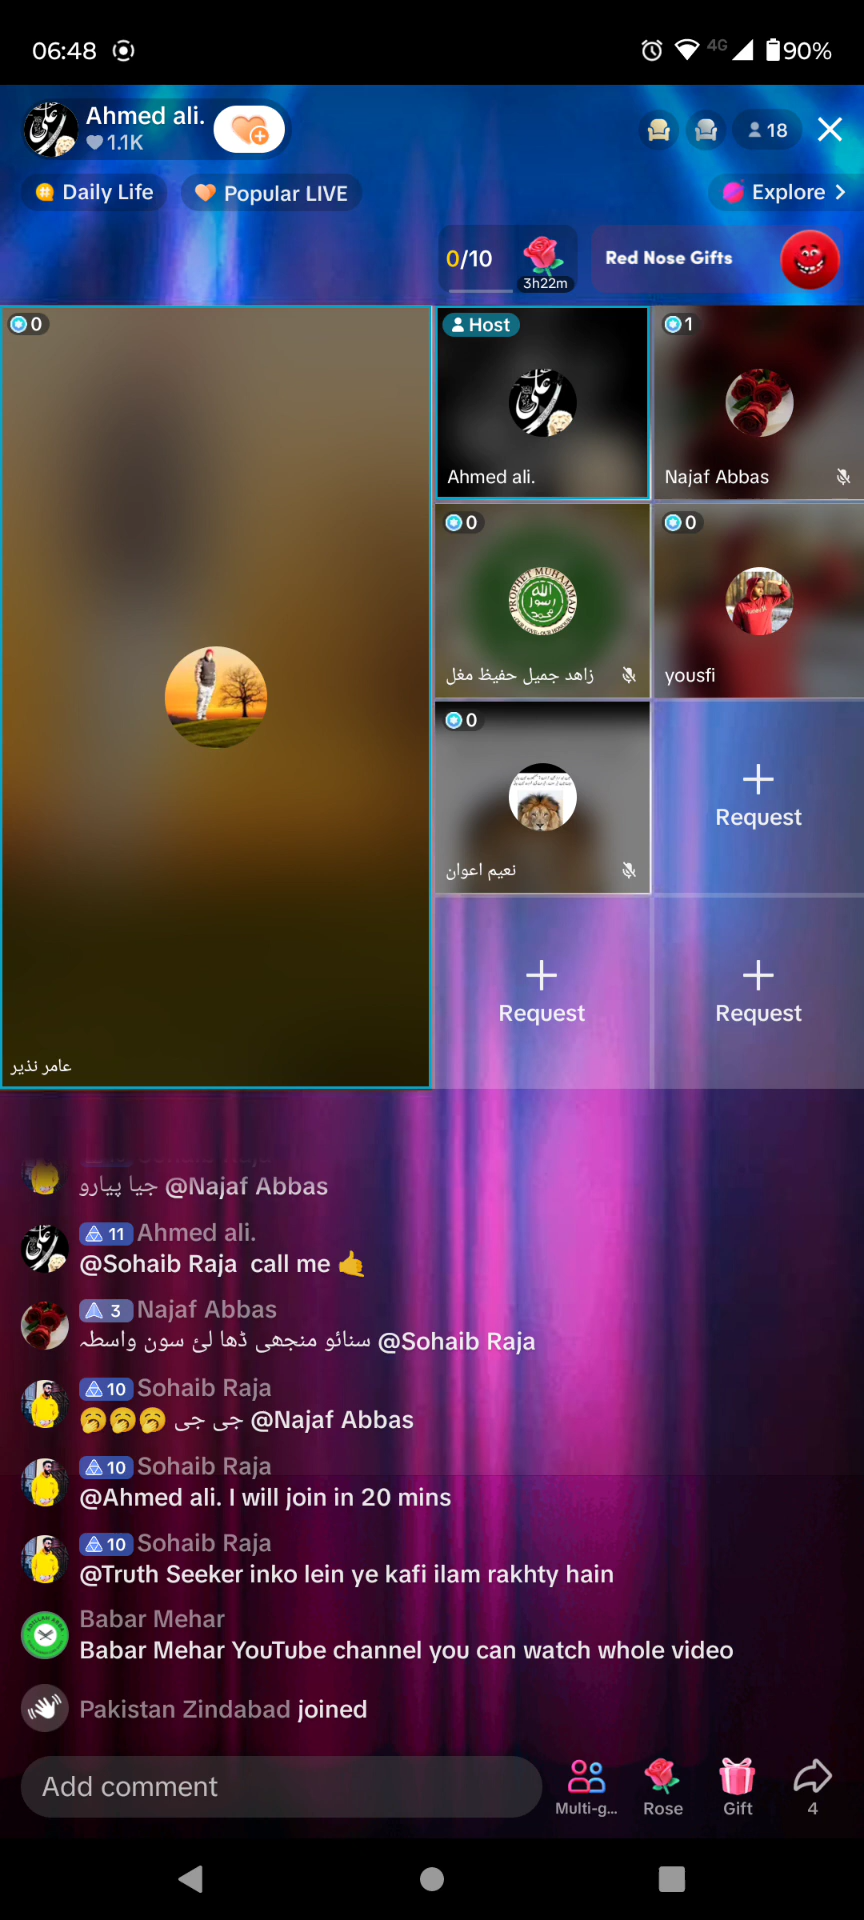 06:48
4G
90%
Ahmed ali.
1.1K
18
Daily Life
Popular LIVE
Explore
0/10
3h22m
Red Nose Gifts
0
Host
Ahmed ali.
1
Najaf Abbas
0
PROPHET MUHAMMAD
الله
رسول
محمد
زاهد جمیل حفیظ مغل
0
yousfi
0
نعیم اعوان
Request
Request
Request
عامر نذیر
جیا پیارو @Najaf Abbas
11 Ahmed ali.
@Sohaib Raja call me 🤙
3 Najaf Abbas
سنائو منجھی ڈھا لئ سون واسطہ @Sohaib Raja
10 Sohaib Raja
🥱🥱🥱 جی جی @Najaf Abbas
10 Sohaib Raja
@Ahmed ali. I will join in 20 mins
10 Sohaib Raja
@Truth Seeker inko lein ye kafi ilam rakhty hain
Babar Mehar
Babar Mehar YouTube channel you can watch whole video
Pakistan Zindabad joined
Add comment
Multi-g...
Rose
Gift
4